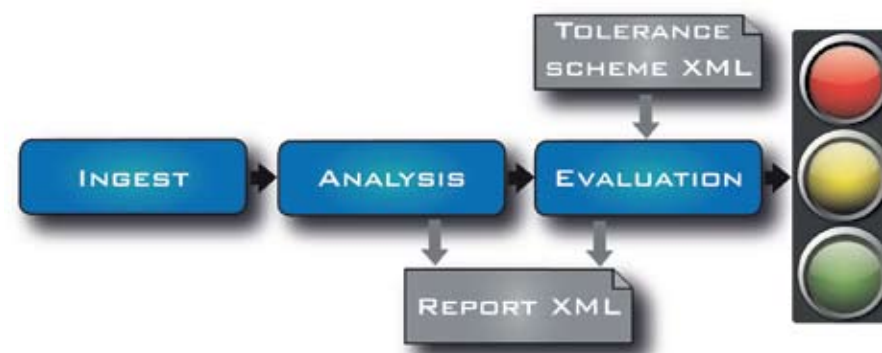 TOLERANCE
SCHEME XML
INGEST
ANALYSIS
EVALUATION
REPORT XML